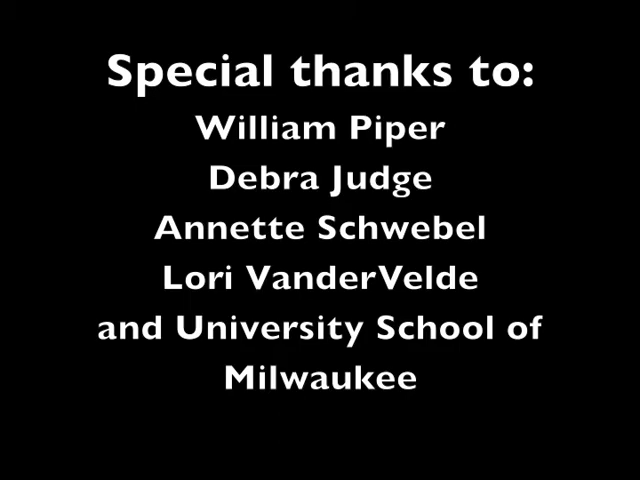 Special thanks to:
William Piper
Debra Judge
Annette Schwebel
Lori VanderVelde
and University School of
Milwaukee